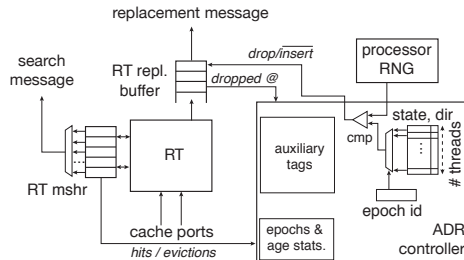 replacement message
search
message
RT repl.
buffer
drop/insert
dropped @
processor
RNG
cmp
state, dir
# threads
auxiliary
tags
RT
RT mshr
epoch id
cache ports
hits / evictions
epochs &
age stats.
ADR
controller